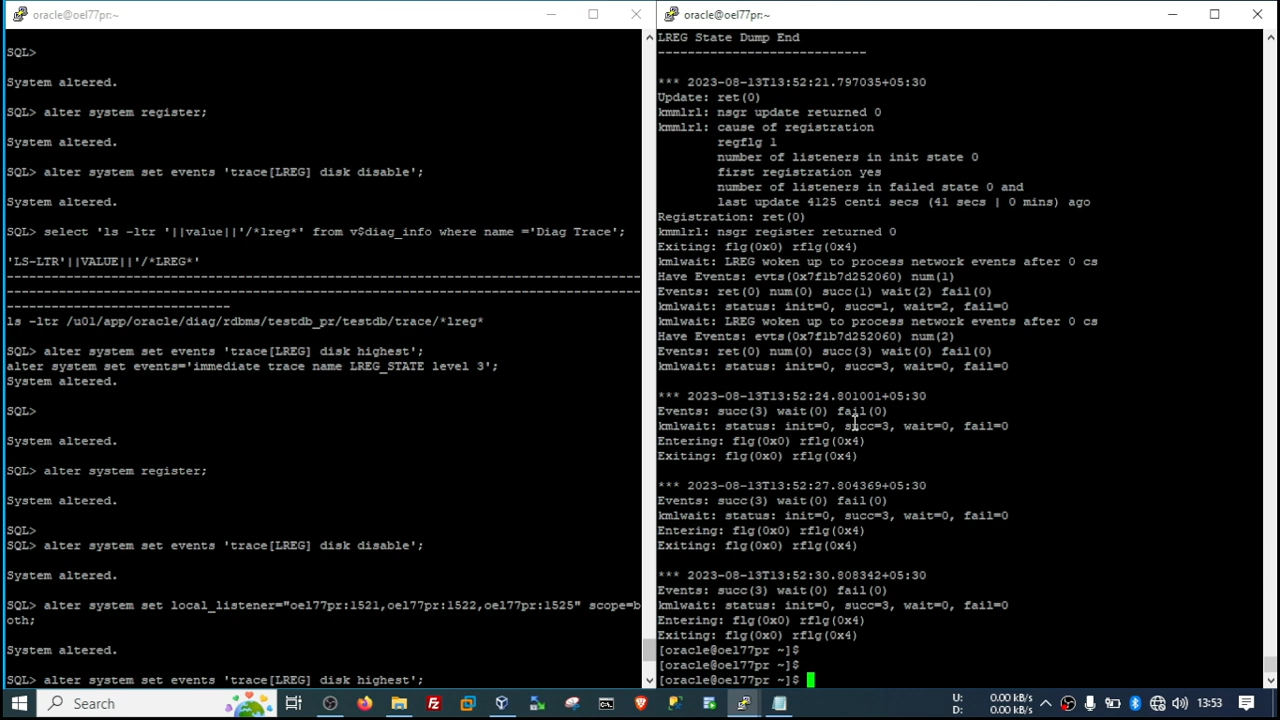 oracle@oel77pr:~
SQL>
System altered.
SQL> alter system register;
System altered.
SQL> alter system set events 'trace[LREG] disk disable';
System altered.
SQL> select 'ls -ltr '||value||'/*lreg*' from v$diag_info where name ='Diag Trace';
'LS-LTR'||VALUE||'/*LREG*'
--------------------------------------------------------------------------------
--------------------------------------------------------------------------------
------------------------------
ls -ltr /u01/app/oracle/diag/rdbms/testdb_pr/testdb/trace/*lreg*
SQL> alter system set events 'trace[LREG] disk highest';
alter system set events='immediate trace name LREG_STATE level 3';
System altered.
SQL>
System altered.
SQL> alter system register;
System altered.
SQL>
SQL> alter system set events 'trace[LREG] disk disable';
System altered.
SQL> alter system set local_listener="oel77pr:1521,oel77pr:1522,oel77pr:1525" scope=b
oth;
System altered.
SQL> alter system set events 'trace[LREG] disk highest';
oracle@oel77pr:~
LREG State Dump End
----------------------------
*** 2023-08-13T13:52:21.797035+05:30
Update: ret(0)
kmmlrl: nsgr update returned 0
kmmlrl: cause of registration
regflg 1
number of listeners in init state 0
first registration yes
number of listeners in failed state 0 and
last update 4125 centi secs (41 secs | 0 mins) ago
Registration: ret(0)
kmmlrl: nsgr register returned 0
Exiting: flg(0x0) rflg(0x4)
kmlwait: LREG woken up to process network events after 0 cs
Have Events: evts(0x7f1b7d252060) num(1)
Events: ret(0) num(0) succ(1) wait(2) fail(0)
kmlwait: status: init=0, succ=1, wait=2, fail=0
kmlwait: LREG woken up to process network events after 0 cs
Have Events: evts(0x7f1b7d252060) num(2)
Events: ret(0) num(0) succ(3) wait(0) fail(0)
kmlwait: status: init=0, succ=3, wait=0, fail=0
*** 2023-08-13T13:52:24.801001+05:30
Events: succ(3) wait(0) fail(0)
kmlwait: status: init=0, succ=3, wait=0, fail=0
Entering: flg(0x0) rflg(0x4)
Exiting: flg(0x0) rflg(0x4)
*** 2023-08-13T13:52:27.804369+05:30
Events: succ(3) wait(0) fail(0)
kmlwait: status: init=0, succ=3, wait=0, fail=0
Entering: flg(0x0) rflg(0x4)
Exiting: flg(0x0) rflg(0x4)
*** 2023-08-13T13:52:30.808342+05:30
Events: succ(3) wait(0) fail(0)
kmlwait: status: init=0, succ=3, wait=0, fail=0
Entering: flg(0x0) rflg(0x4)
Exiting: flg(0x0) rflg(0x4)
[oracle@oel77pr ~]$
[oracle@oel77pr ~]$
[oracle@oel77pr ~]$
Search
U: 0.00 kB/s
D: 0.00 kB/s
13:53